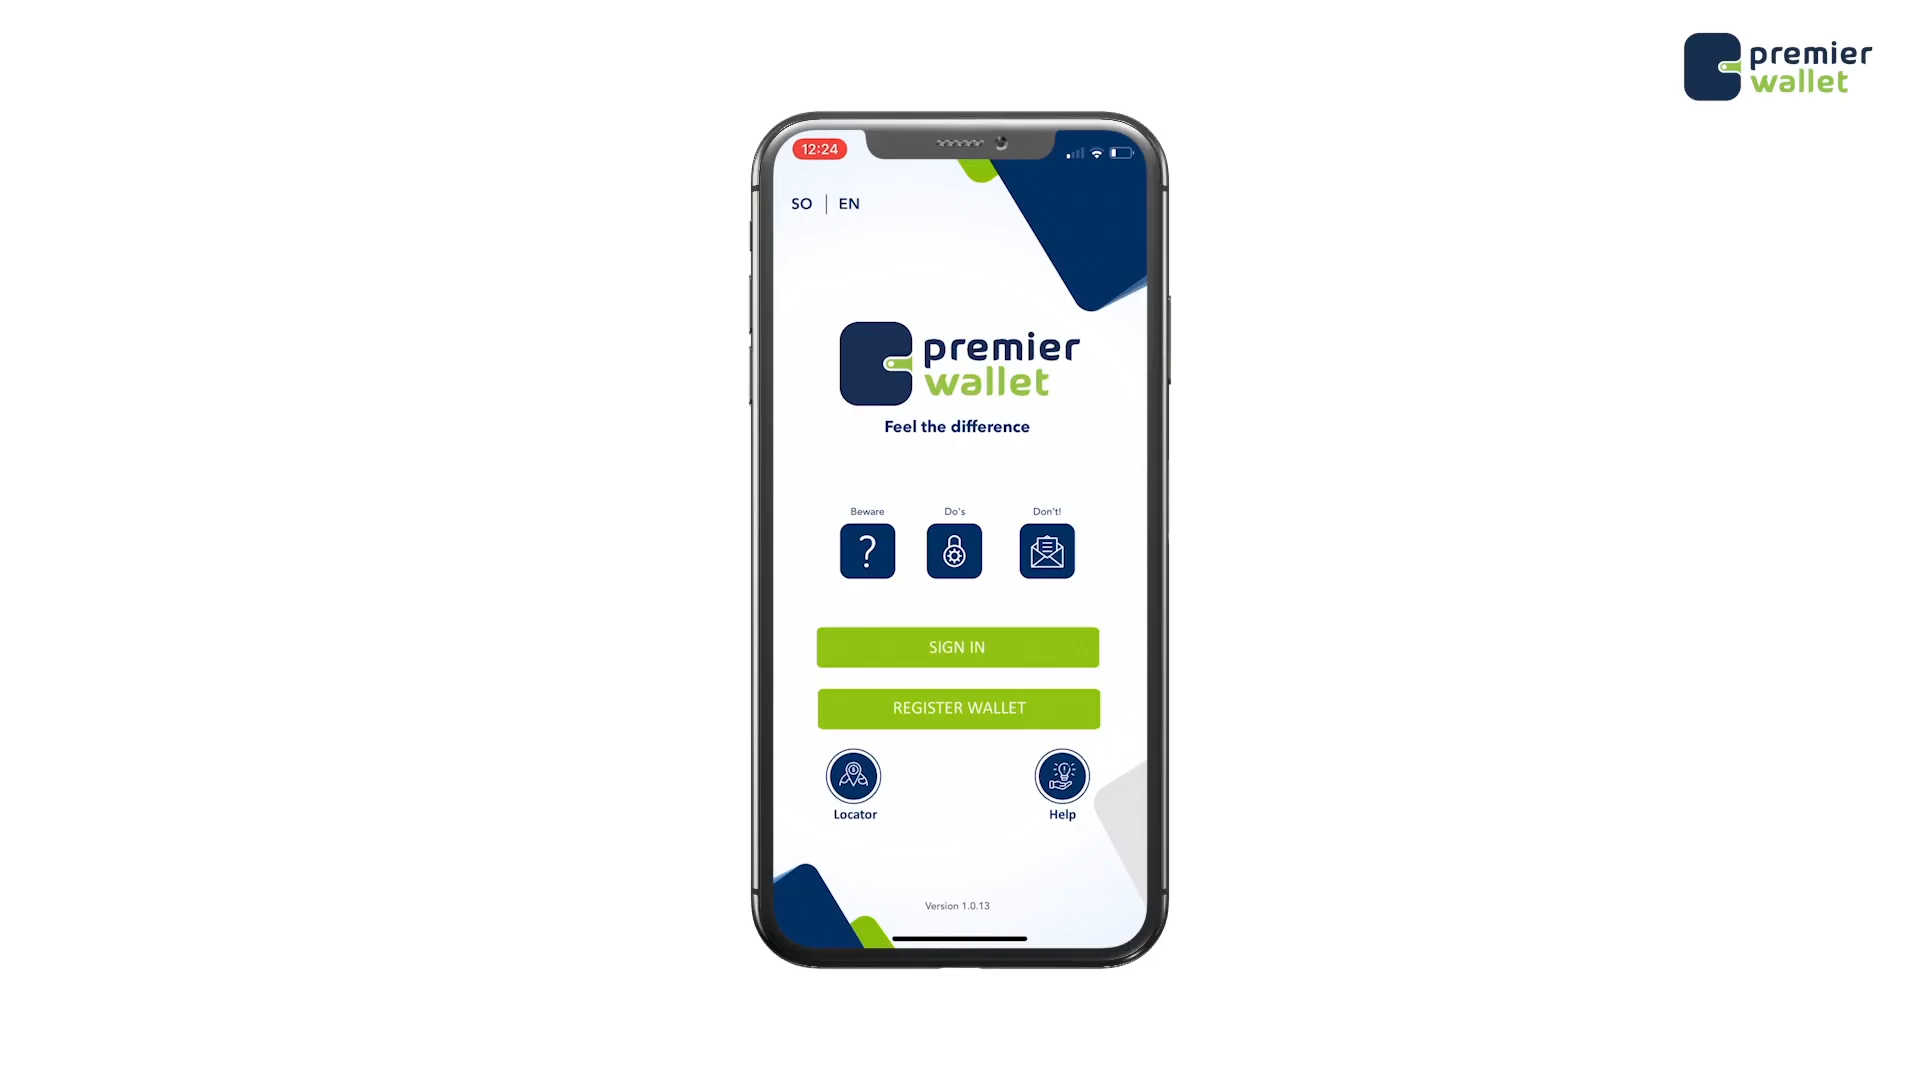 premier
wallet
12:24
SO | EN
premier
wallet
Feel the difference
Beware
Do's
Don't!
?
SIGN IN
REGISTER WALLET
Locator
Help
Version 1.0.13